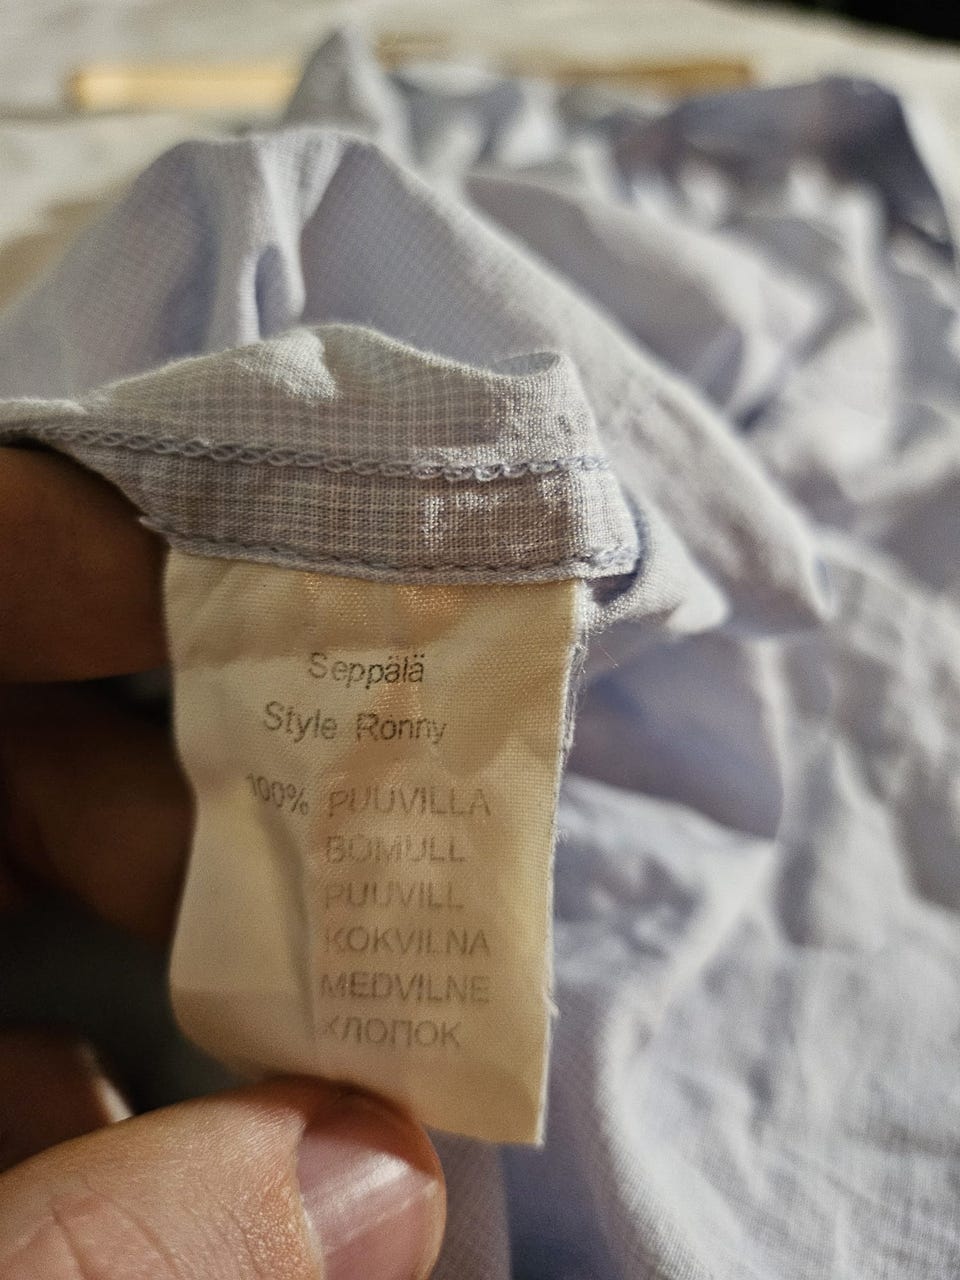 Seppälä
Style Ronny
100% PUUVILLA
BOMULL
PUUVILL
KOKVILNA
MEDVILNE
ХЛОПОК